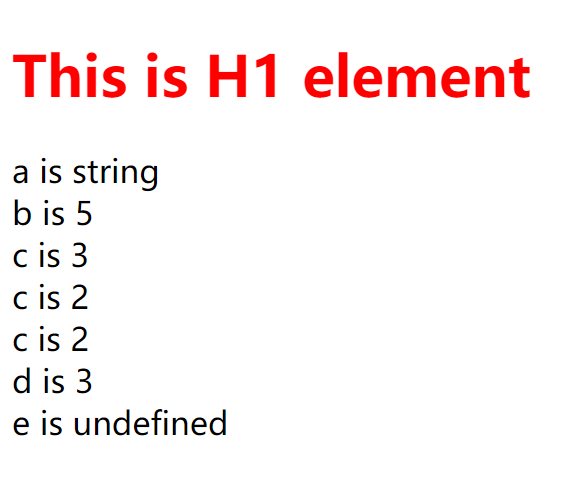 This is H1 element
a is string
b is 5
c is 3
c is 2
c is 2
d is 3
e is undefined